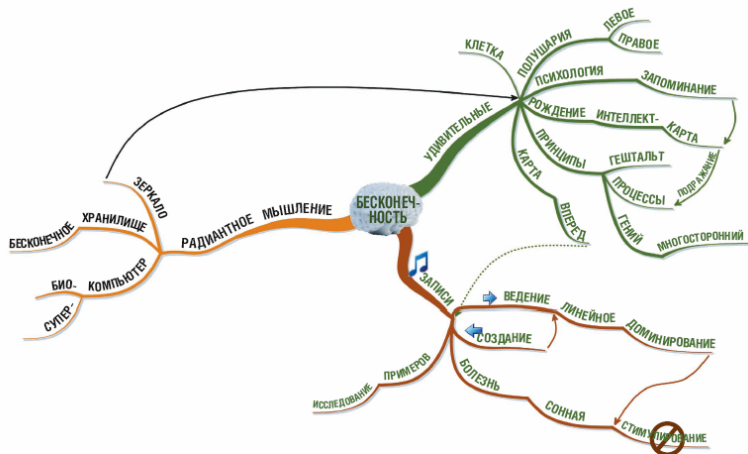 БЕСКОНЕЧ-
НОСТЬ
УДИВИТЕЛЬНЫЕ
КЛЕТКА
ПОЛУШАРИЯ
ЛЕВОЕ
ПРАВОЕ
ПСИХОЛОГИЯ
ЗАПОМИНАНИЕ
РОЖДЕНИЕ
ИНТЕЛЛЕКТ-
КАРТА
ПРИНЦИПЫ
ГЕШТАЛЬТ
ПРОЦЕССЫ
ПОДРАЖАНИЕ
ГЕНИЙ
МНОГОСТОРОННИЙ
КАРТА
ВПЕРЕД
ЗАПИСИ
ВЕДЕНИЕ
ЛИНЕЙНОЕ
ДОМИНИРОВАНИЕ
СОЗДАНИЕ
БОЛЕЗНЬ
СОННАЯ
СТИМУЛИРОВАНИЕ
ПРИМЕРОВ
ИССЛЕДОВАНИЕ
РАДИАНТНОЕ МЫШЛЕНИЕ
ЗЕРКАЛО
ХРАНИЛИЩЕ
БЕСКОНЕЧНОЕ
КОМПЬЮТЕР
БИО-
СУПЕР-